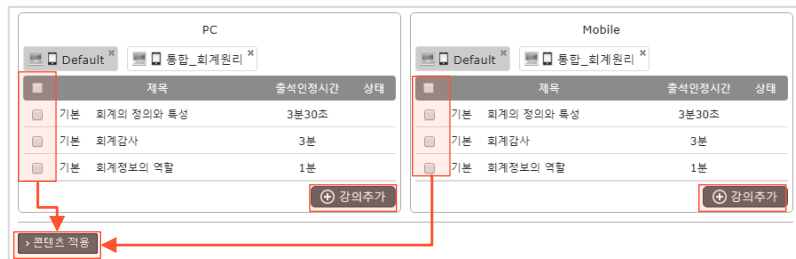 PC
Default × 통합_회계원리 ×
제목 출석인정시간 상태
기본 회계의 정의와 특성 3분30초
기본 회계감사 3분
기본 회계정보의 역할 1분
강의추가
Mobile
Default × 통합_회계원리 ×
제목 출석인정시간 상태
기본 회계의 정의와 특성 3분30초
기본 회계감사 3분
기본 회계정보의 역할 1분
강의추가
› 콘텐츠 적용